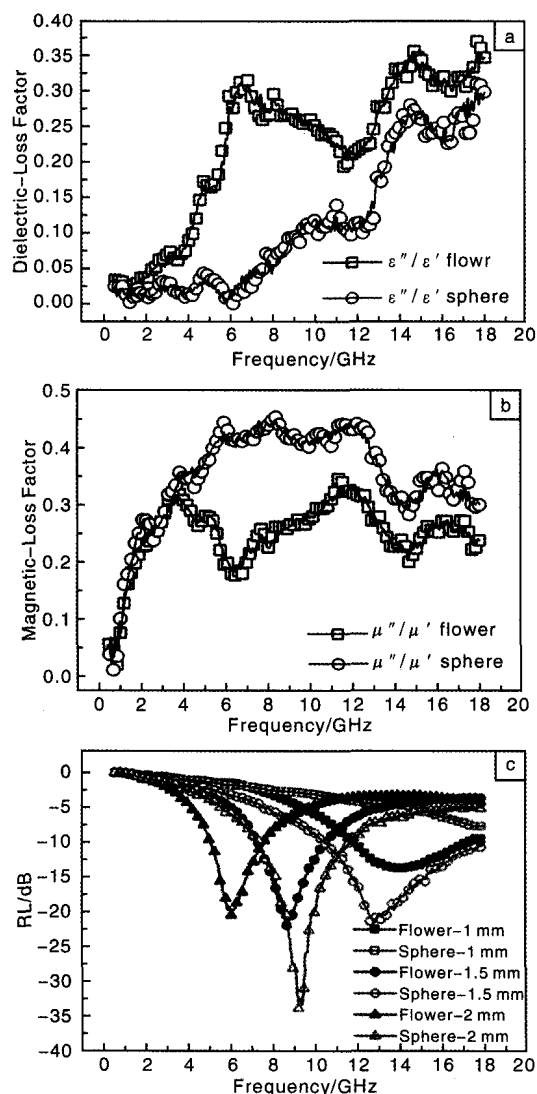 a
0.40
0.35
0.30
0.25
0.20
0.15
0.10
0.05
0.00
Dielectric-Loss Factor
ε″/ε′ flowr
ε″/ε′ sphere
0 2 4 6 8 10 12 14 16 18 20
Frequency/GHz
b
0.5
0.4
0.3
0.2
0.1
0.0
Magnetic-Loss Factor
μ″/μ′ flower
μ″/μ′ sphere
0 2 4 6 8 10 12 14 16 18 20
Frequency/GHz
c
0
-5
-10
-15
-20
-25
-30
-35
-40
RL/dB
Flower-1 mm
Sphere-1 mm
Flower-1.5 mm
Sphere-1.5 mm
Flower-2 mm
Sphere-2 mm
0 2 4 6 8 10 12 14 16 18 20
Frequency/GHz